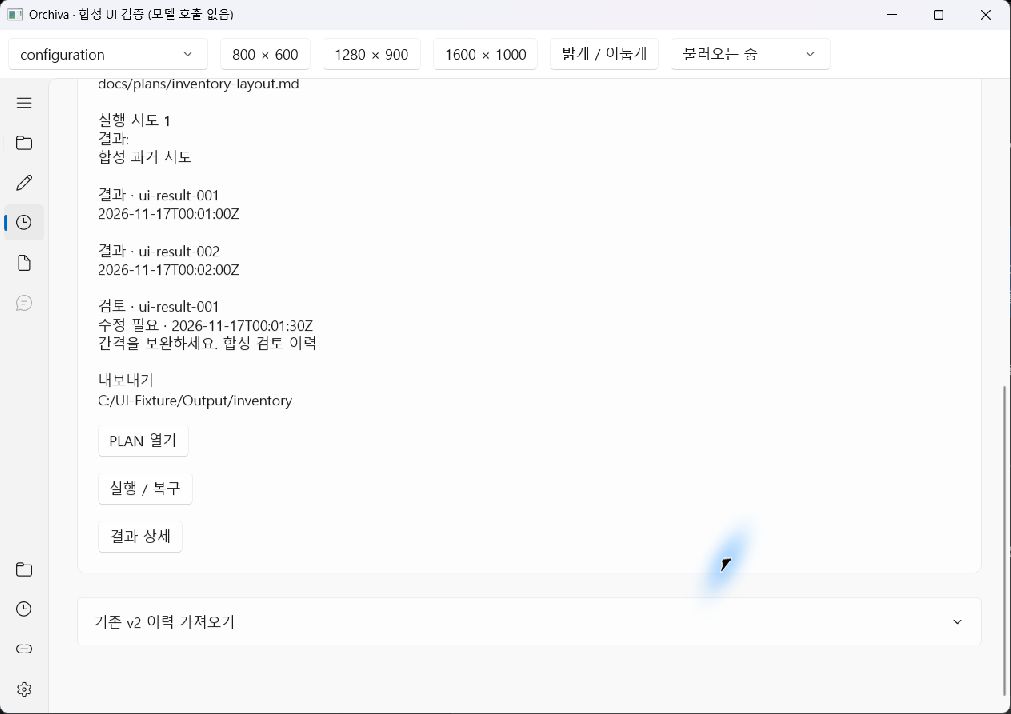 Orchiva · 합성 UI 검증 (모델 호출 없음)
configuration
800 × 600
1280 × 900
1600 × 1000
밝게 / 어둡게
불러오는 중
docs/plans/inventory-layout.md
실행 시도 1
결과:
합성 과거 시도
결과 · ui-result-001
2026-11-17T00:01:00Z
결과 · ui-result-002
2026-11-17T00:02:00Z
검토 · ui-result-001
수정 필요 · 2026-11-17T00:01:30Z
간격을 보완하세요. 합성 검토 이력
내보내기
C:/UI-Fixture/Output/inventory
PLAN 열기
실행 / 복구
결과 상세
기존 v2 이력 가져오기